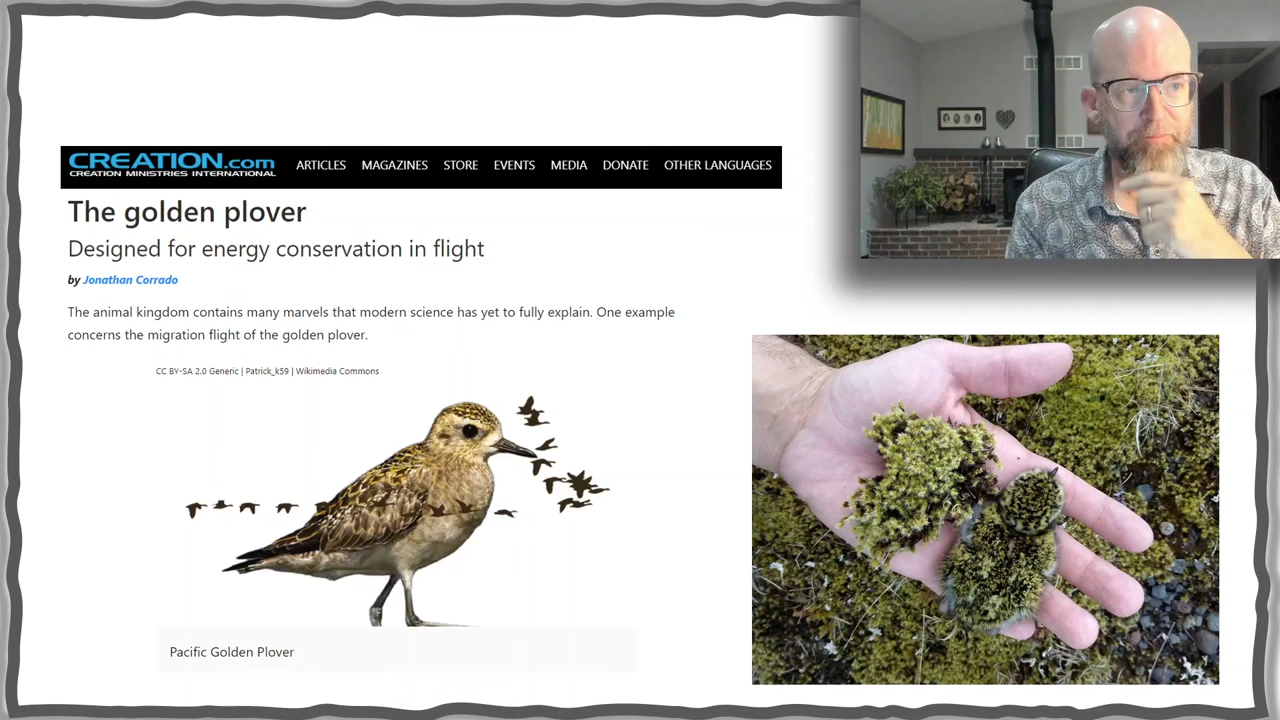 CREATION.com
CREATION MINISTRIES INTERNATIONAL
ARTICLES MAGAZINES STORE EVENTS MEDIA DONATE OTHER LANGUAGES
The golden plover
Designed for energy conservation in flight
by Jonathan Corrado
The animal kingdom contains many marvels that modern science has yet to fully explain. One example
concerns the migration flight of the golden plover.
CC BY-SA 2.0 Generic | Patrick_k59 | Wikimedia Commons
Pacific Golden Plover